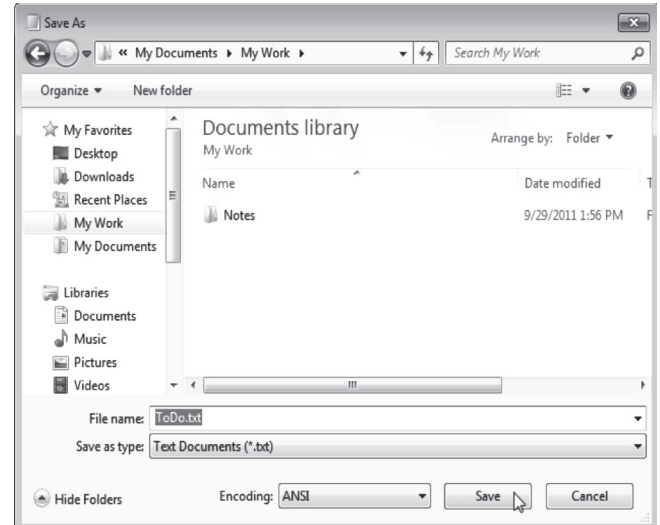 Save As
« My Documents ▸ My Work ▸
Search My Work
Organize ▾ New folder
My Favorites
Desktop
Downloads
Recent Places
My Work
My Documents
Libraries
Documents
Music
Pictures
Videos
Documents library
My Work
Arrange by: Folder ▾
Name Date modified T
Notes 9/29/2011 1:56 PM F
File name: ToDo.txt
Save as type: Text Documents (*.txt)
Hide Folders Encoding: ANSI Save Cancel